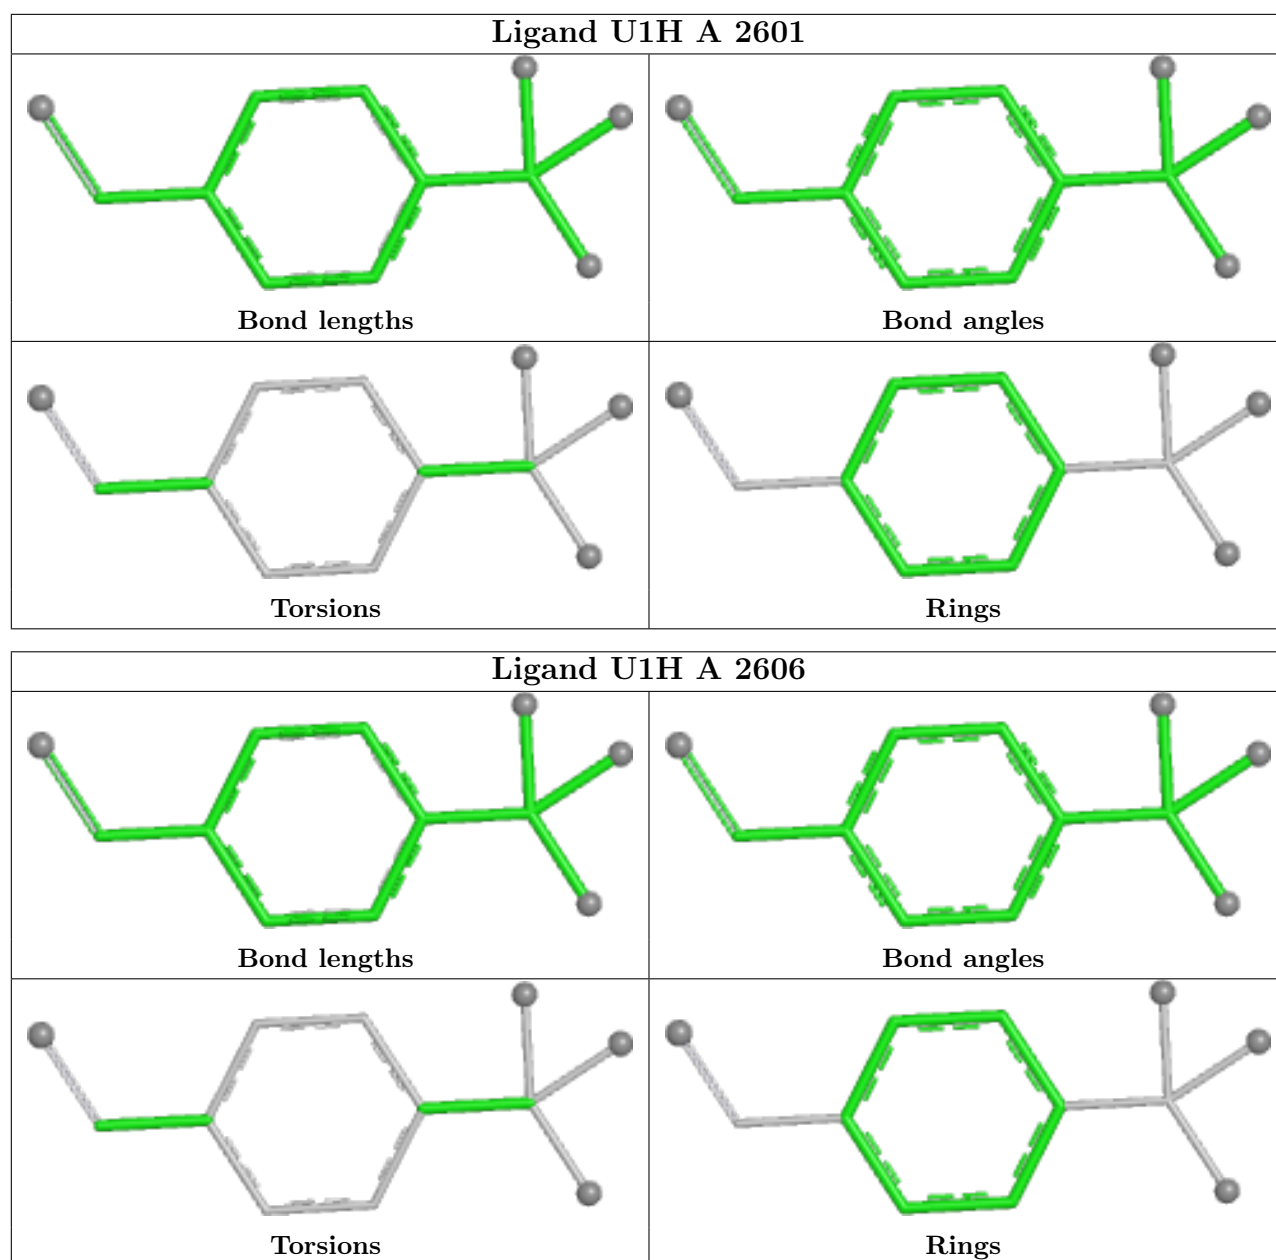 Ligand U1H A 2601
Bond lengths
Bond angles
Torsions
Rings
Ligand U1H A 2606
Bond lengths
Bond angles
Torsions
Rings